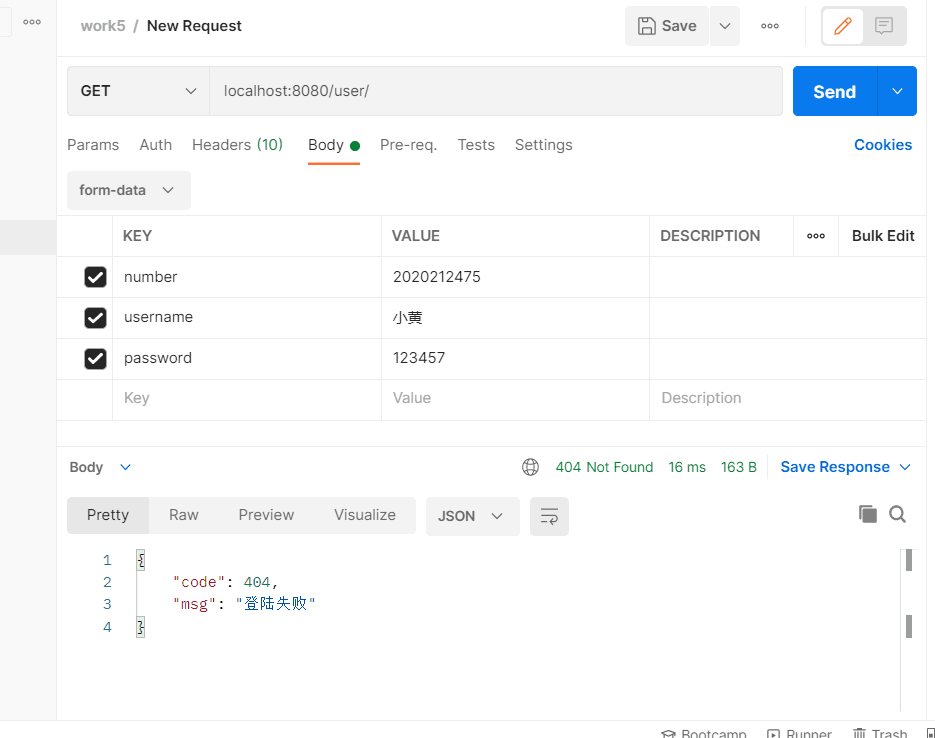 work5 / New Request Save
GET localhost:8080/user/ Send
Params Auth Headers (10) Body Pre-req. Tests Settings Cookies
form-data
KEY VALUE DESCRIPTION Bulk Edit
number 2020212475
username 小黄
password 123457
Key Value Description
Body 404 Not Found 16 ms 163 B Save Response
Pretty Raw Preview Visualize JSON
1 {
2 "code": 404,
3 "msg": "登陆失败"
4 }
Bootcamp Runner Trash